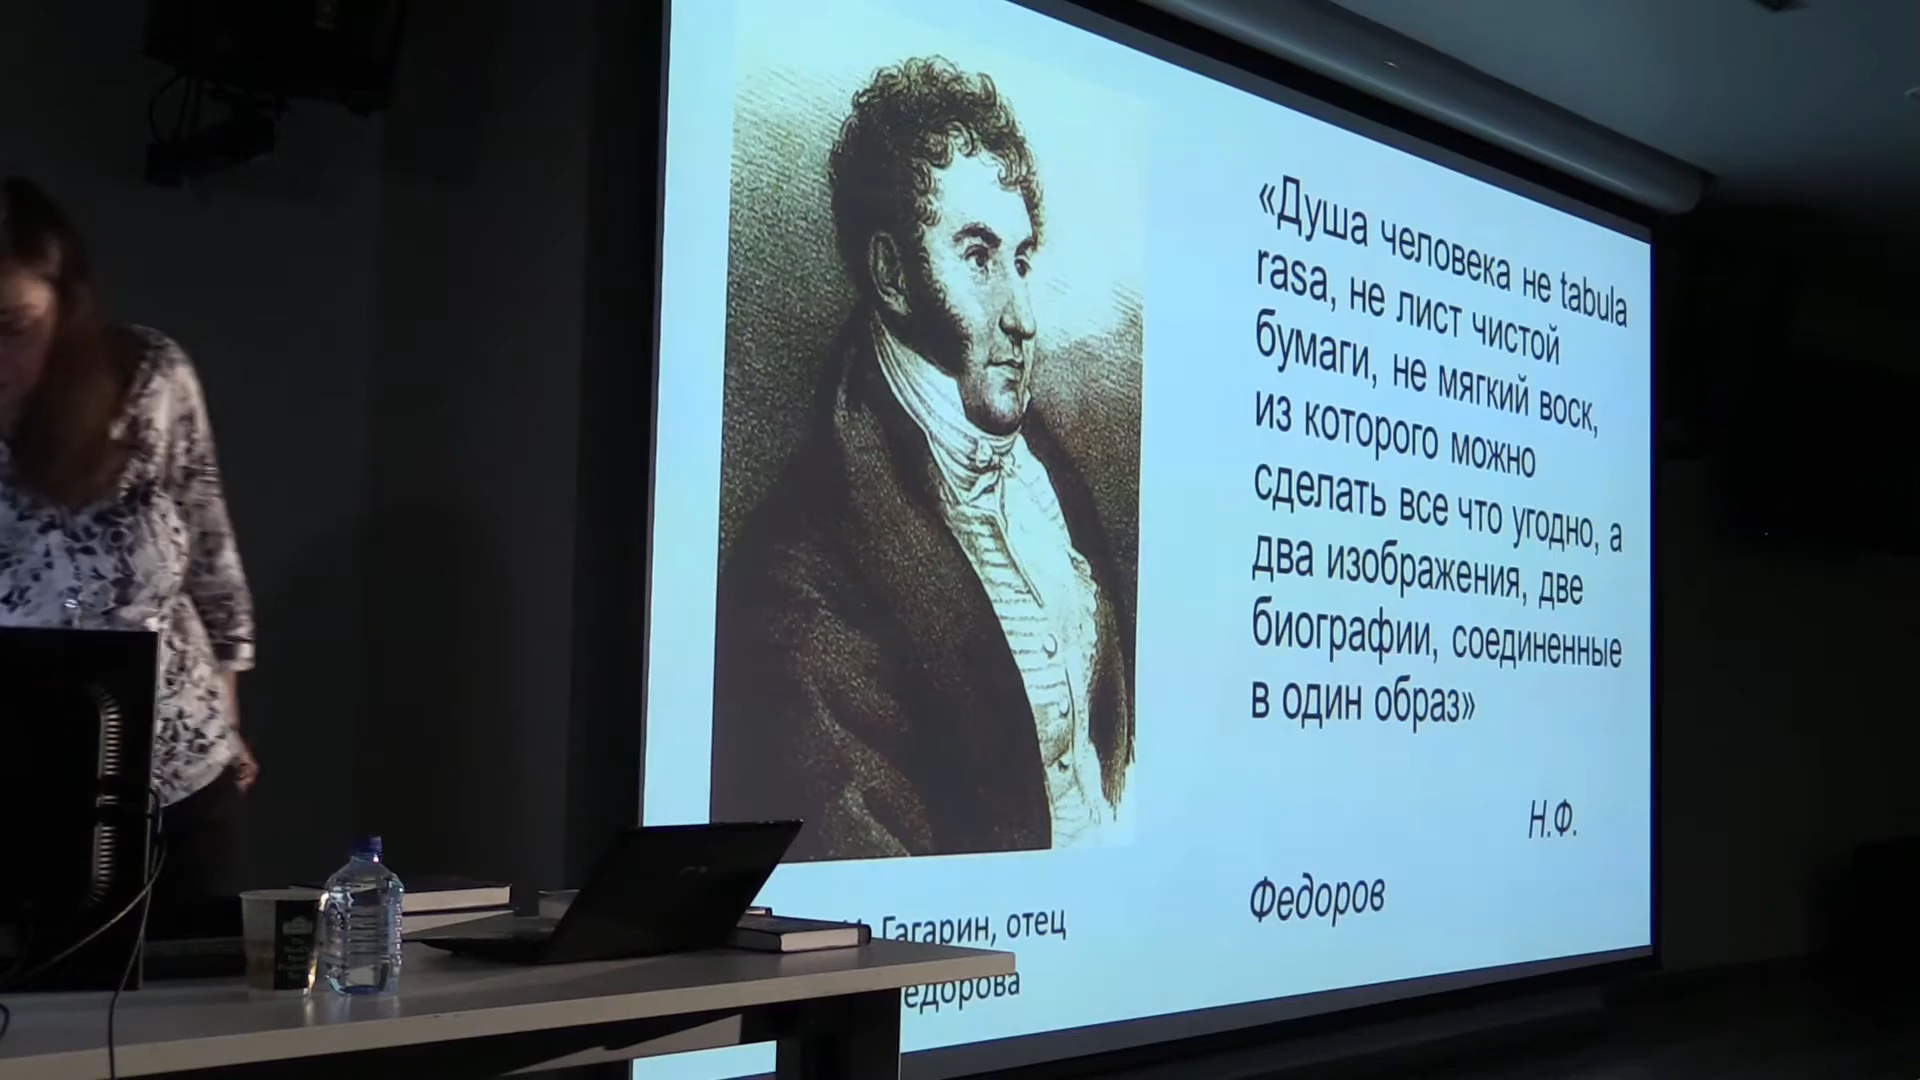 «Душа человека не tabula
rasa, не лист чистой
бумаги, не мягкий воск,
из которого можно
сделать все что угодно, а
два изображения, две
биографии, соединенные
в один образ»
Н.Ф.
Федоров
Гагарин, отец